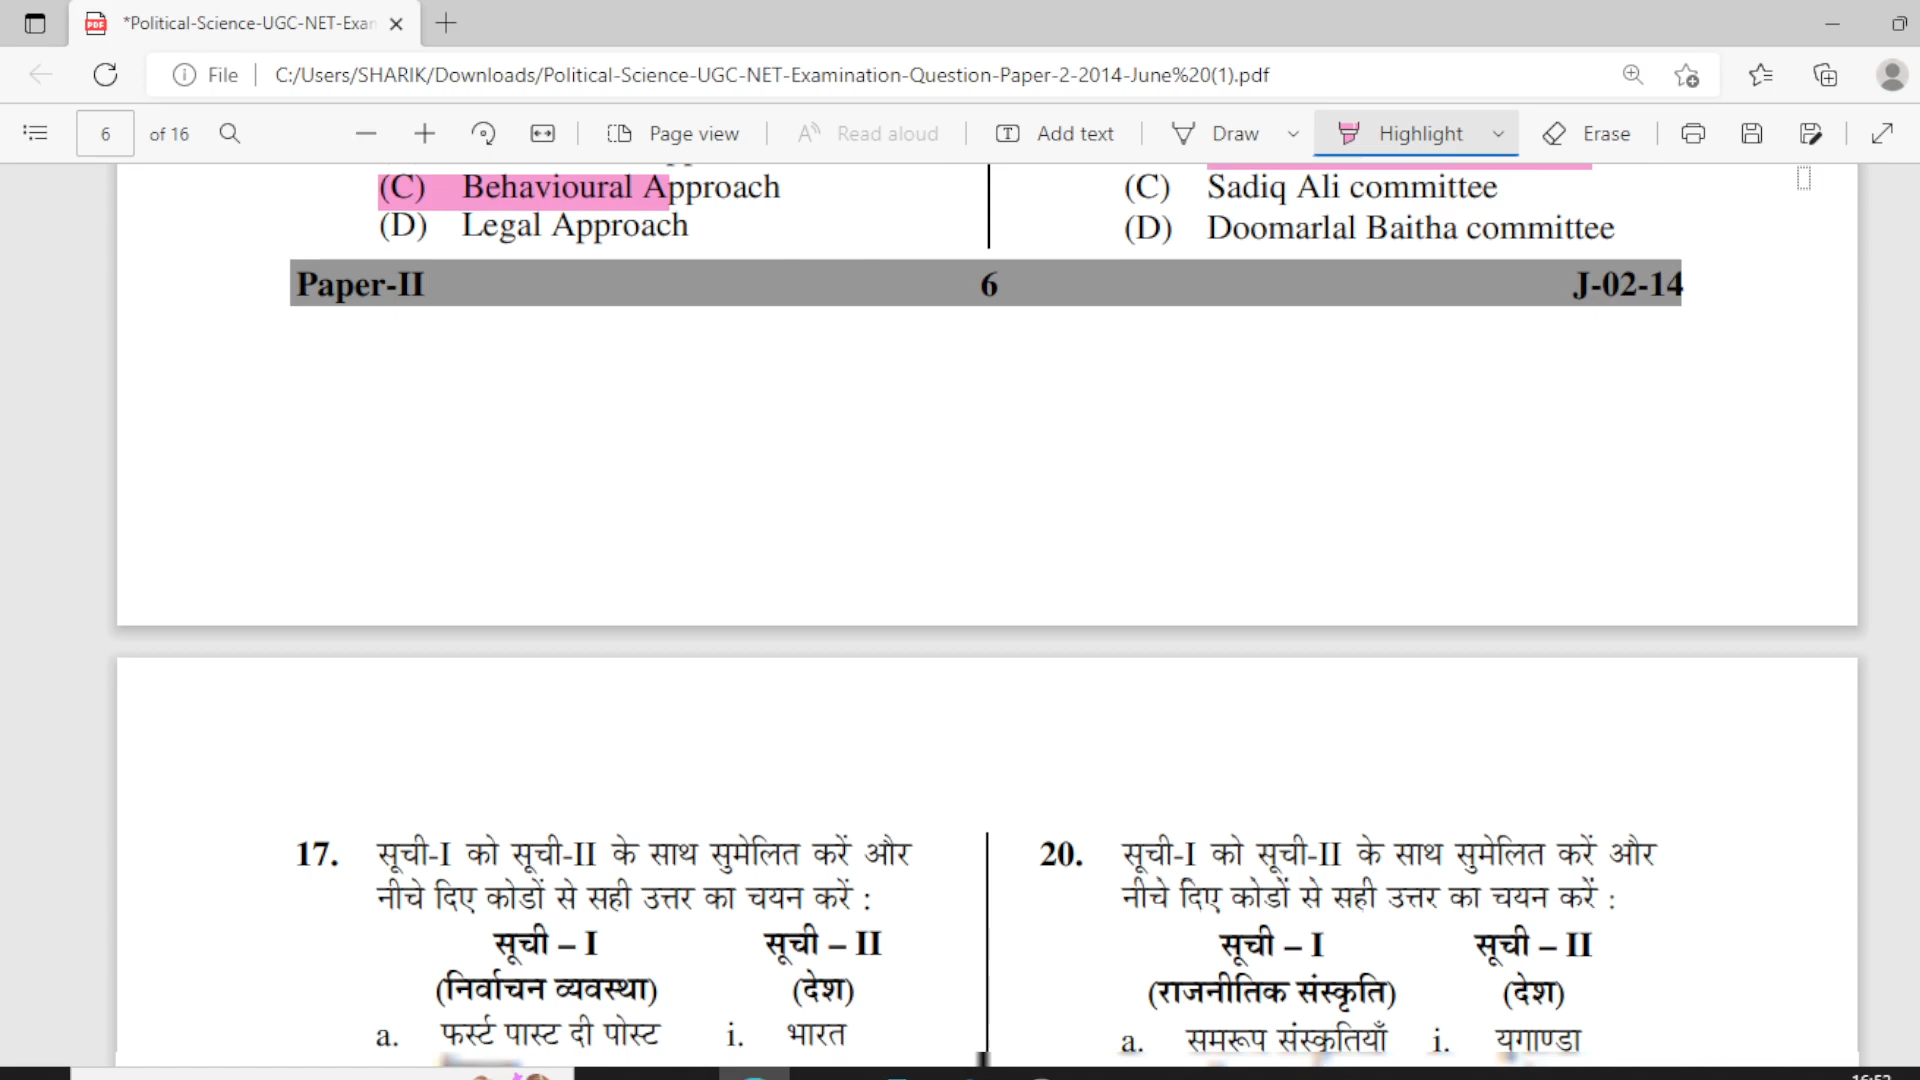 *Political-Science-UGC-NET-Exam
File
C:/Users/SHARIK/Downloads/Political-Science-UGC-NET-Examination-Question-Paper-2-2014-June%20(1).pdf
6 of 16
Page view
Read aloud
Add text
Draw
Highlight
Erase
(C) Behavioural Approach
(D) Legal Approach
(C) Sadiq Ali committee
(D) Doomarlal Baitha committee
Paper-II 6 J-02-14
17. सूची-I को सूची-II के साथ सुमेलित करें और
नीचे दिए कोडों से सही उत्तर का चयन करें :
सूची – I सूची – II
(निर्वाचन व्यवस्था) (देश)
a. फर्स्ट पास्ट दी पोस्ट i. भारत
20. सूची-I को सूची-II के साथ सुमेलित करें और
नीचे दिए कोडों से सही उत्तर का चयन करें :
सूची – I सूची – II
(राजनीतिक संस्कृति) (देश)
a. समरूप संस्कृतियाँ i. युगाण्डा